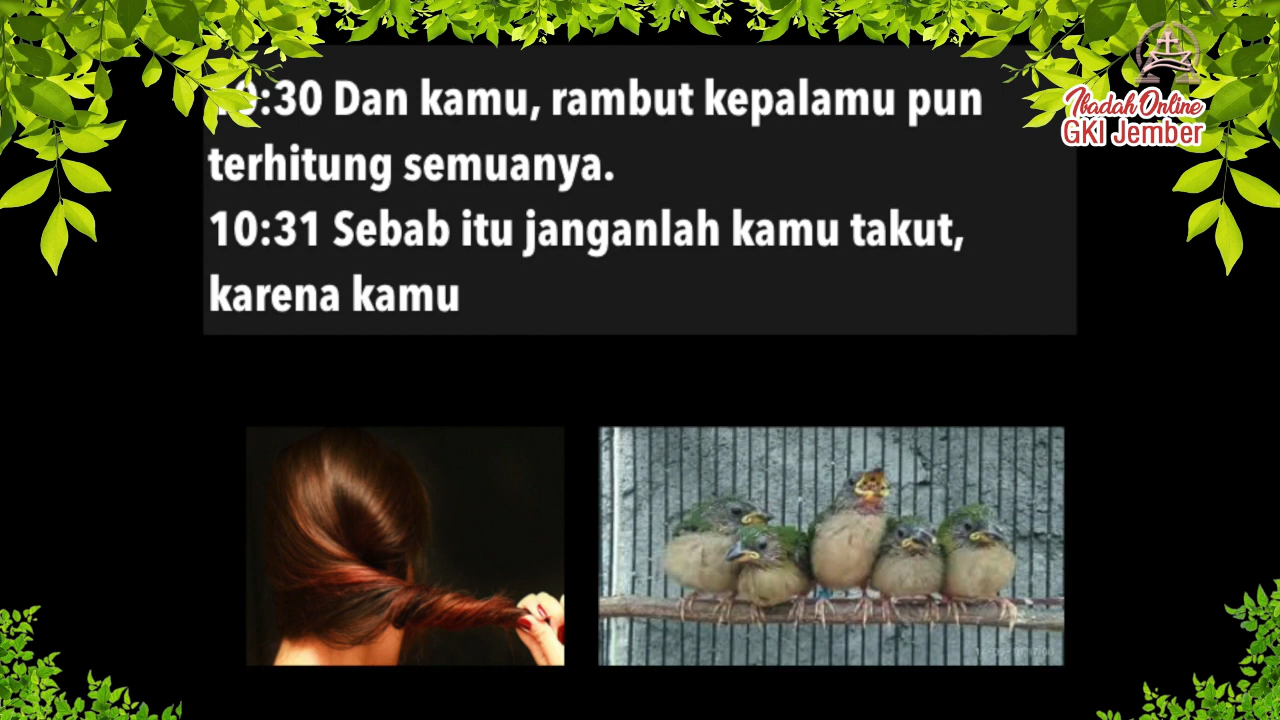 10:30 Dan kamu, rambut kepalamu pun
terhitung semuanya.
10:31 Sebab itu janganlah kamu takut,
karena kamu
Ibadah Online
GKI Jember